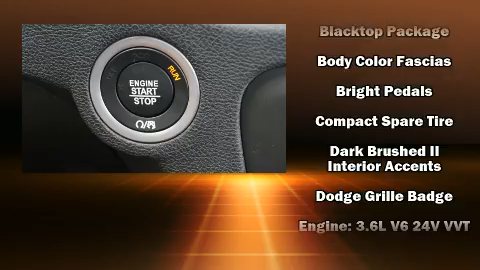 ENGINE
START
STOP
RUN
Blacktop Package
Body Color Fascias
Bright Pedals
Compact Spare Tire
Dark Brushed II
Interior Accents
Dodge Grille Badge
Engine: 3.6L V6 24V VVT